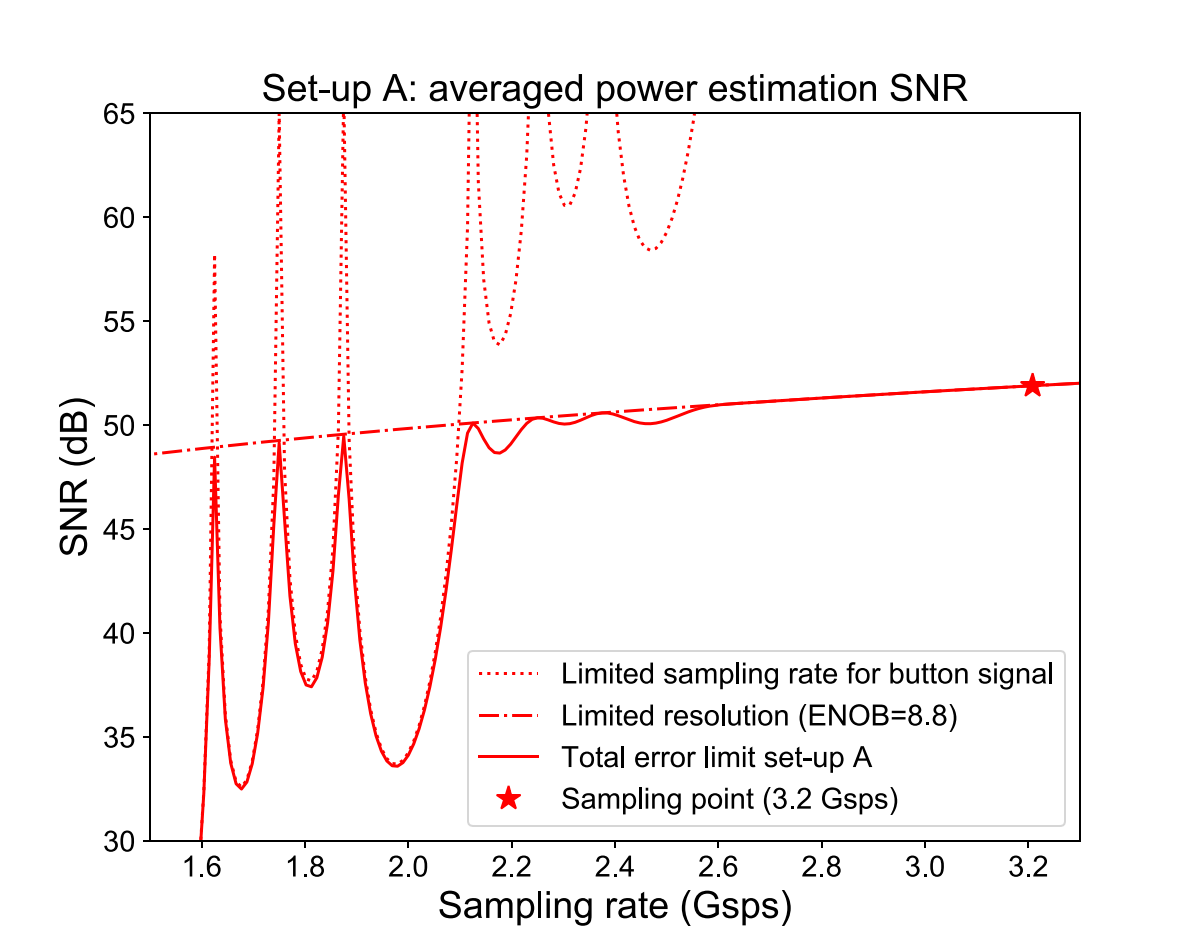 Set-up A: averaged power estimation SNR
65
60
55
50
45
40
35
30
SNR (dB)
Limited sampling rate for button signal
Limited resolution (ENOB=8.8)
Total error limit set-up A
Sampling point (3.2 Gsps)
1.6 1.8 2.0 2.2 2.4 2.6 2.8 3.0 3.2
Sampling rate (Gsps)